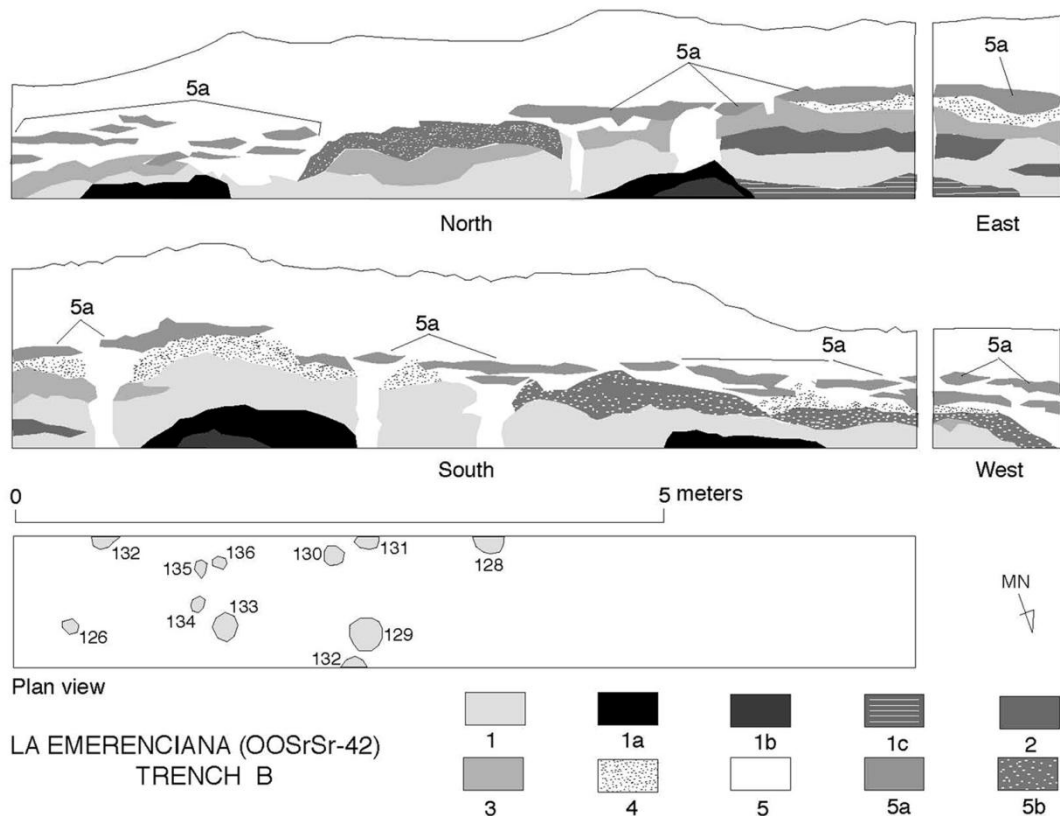 5a
5a
5a
North
East
5a
5a
5a
5a
South
West
0
5 meters
132
136
135
130
131
128
134
133
126
129
132
MN
Plan view
LA EMERENCIANA (OOSrSr-42)
TRENCH B
1
1a
1b
1c
2
3
4
5
5a
5b